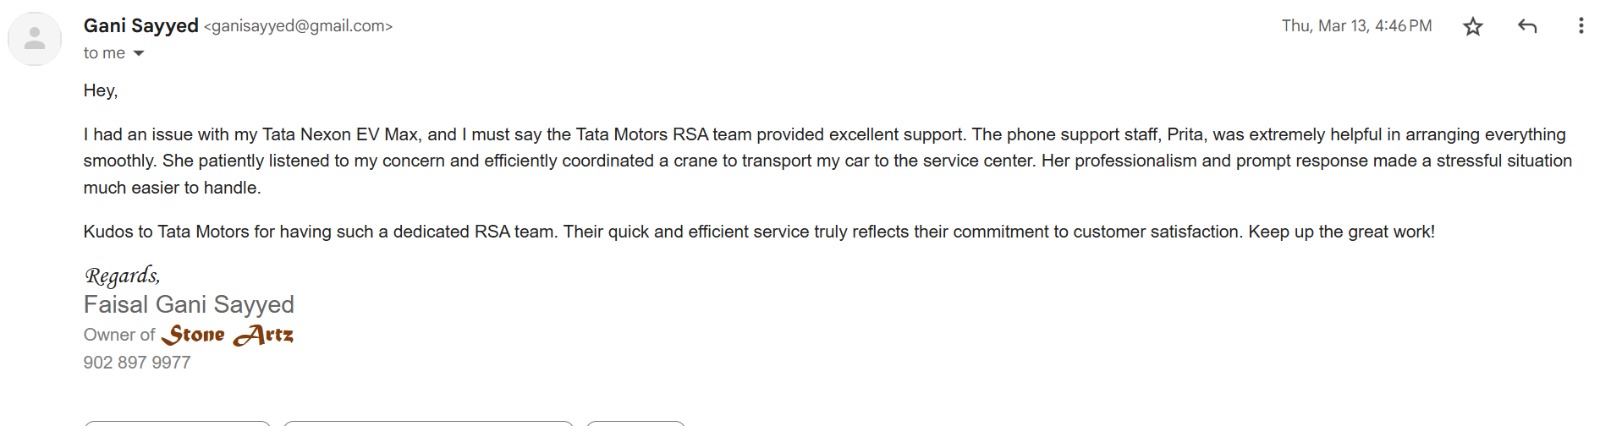 Gani Sayyed <ganisayyed@gmail.com>
Thu, Mar 13, 4:46 PM
to me
Hey,
I had an issue with my Tata Nexon EV Max, and I must say the Tata Motors RSA team provided excellent support. The phone support staff, Prita, was extremely helpful in arranging everything
smoothly. She patiently listened to my concern and efficiently coordinated a crane to transport my car to the service center. Her professionalism and prompt response made a stressful situation
much easier to handle.
Kudos to Tata Motors for having such a dedicated RSA team. Their quick and efficient service truly reflects their commitment to customer satisfaction. Keep up the great work!
Regards,
Faisal Gani Sayyed
Owner of Stone Artz
902 897 9977